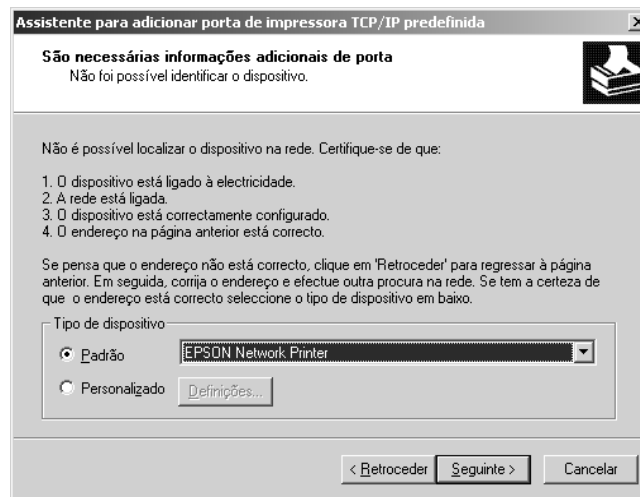 Assistente para adicionar porta de impressora TCP/IP predefinida
São necessárias informações adicionais de porta
Não foi possível identificar o dispositivo.
Não é possível localizar o dispositivo na rede. Certifique-se de que:
1. O dispositivo está ligado à electricidade.
2. A rede está ligada.
3. O dispositivo está correctamente configurado.
4. O endereço na página anterior está correcto.
Se pensa que o endereço não está correcto, clique em 'Retroceder' para regressar à página
anterior. Em seguida, corrija o endereço e efectue outra procura na rede. Se tem a certeza de
que o endereço está correcto seleccione o tipo de dispositivo em baixo.
Tipo de dispositivo
Padrão EPSON Network Printer
Personalizado Definições...
< Retroceder Seguinte > Cancelar